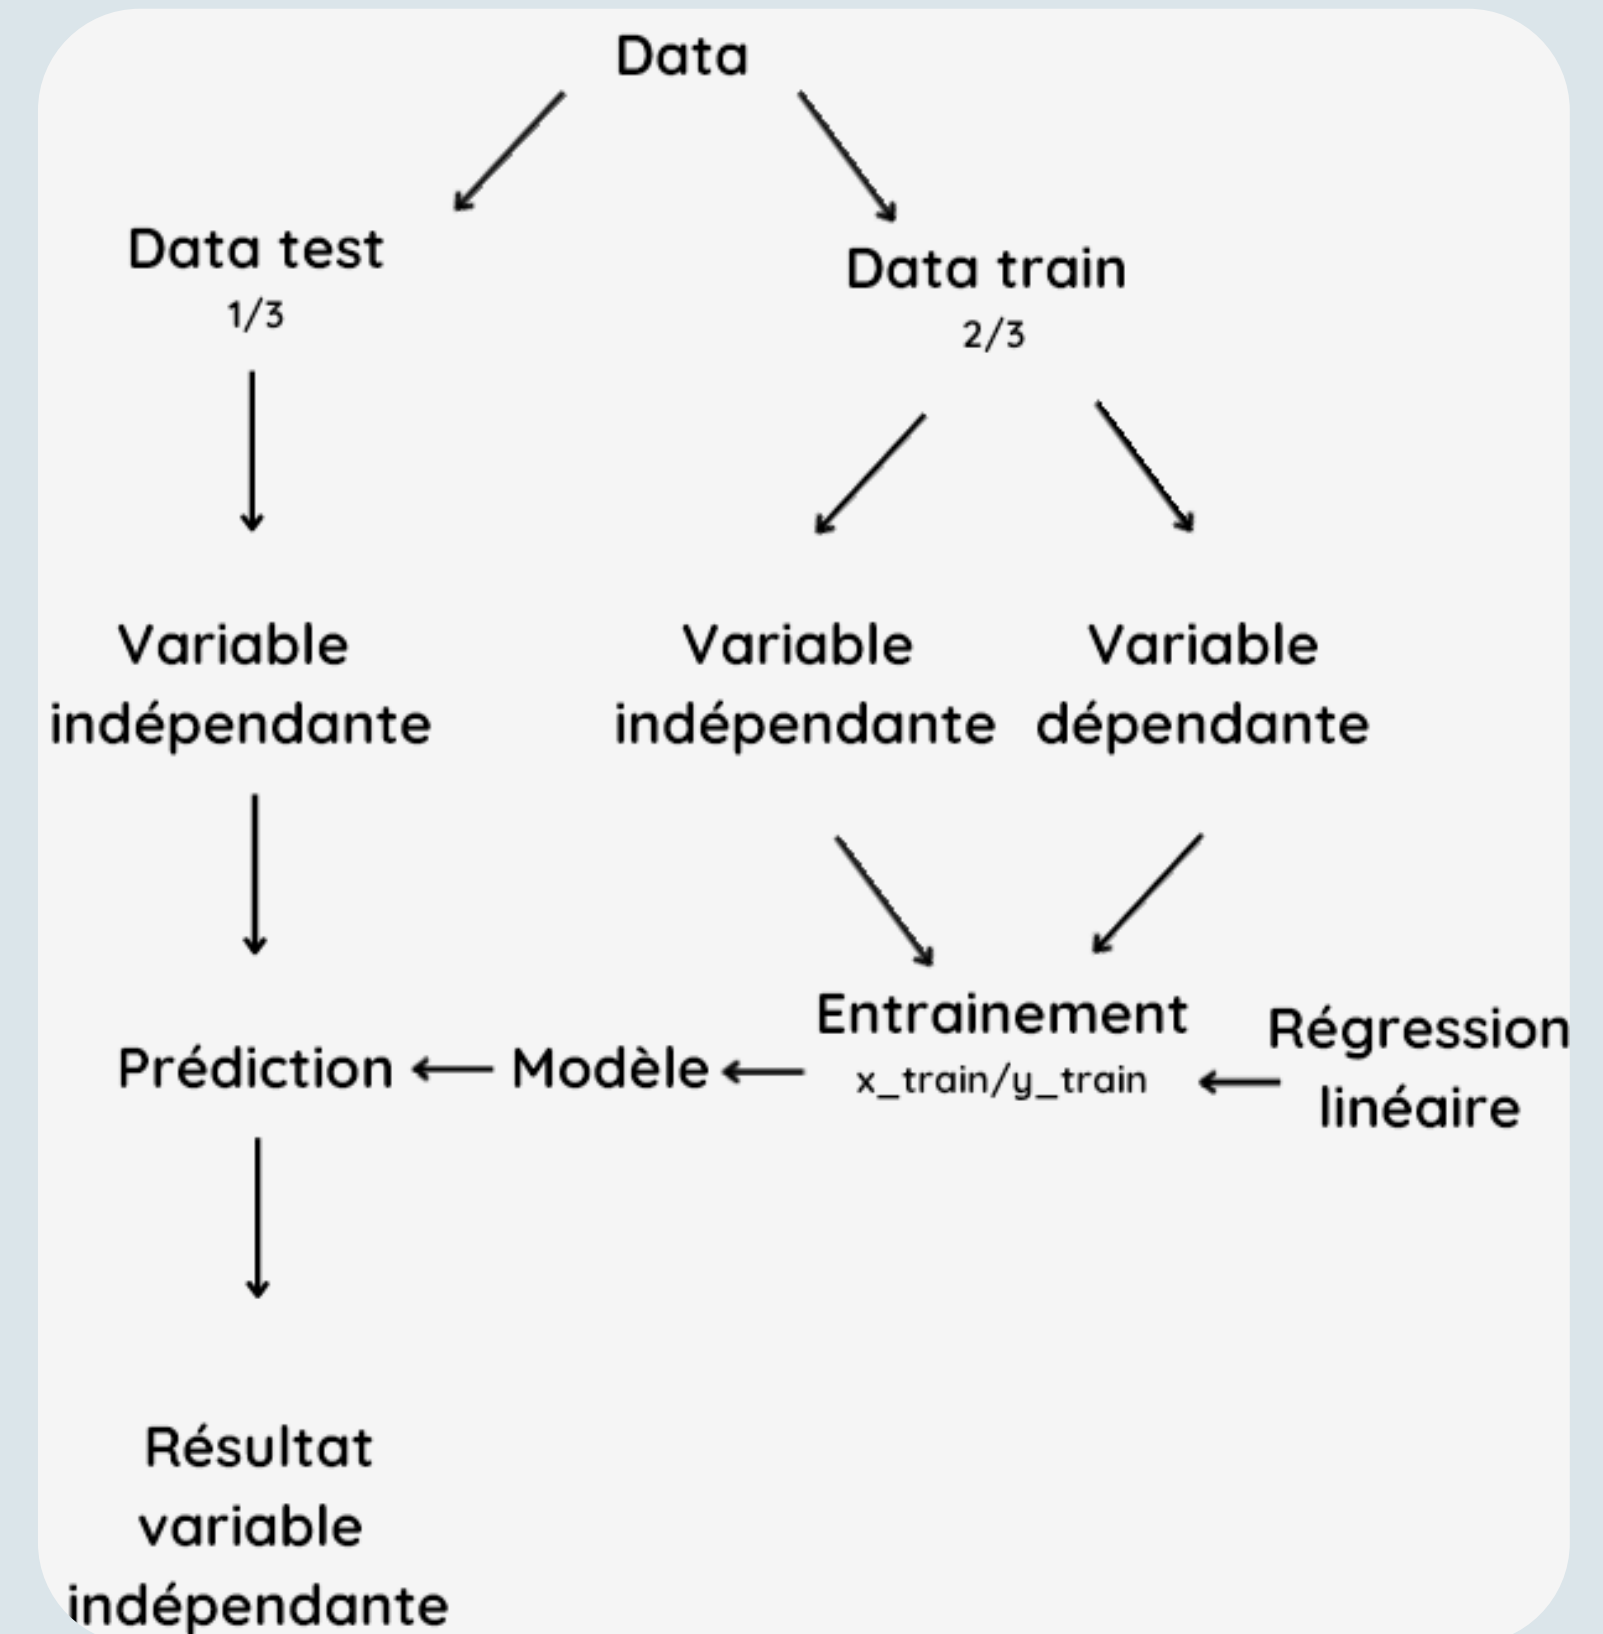 Data
Data test
1/3
Data train
2/3
Variable
indépendante
Variable
indépendante
Variable
dépendante
Prédiction
Modèle
Entrainement
x_train/y_train
Régression
linéaire
Résultat
variable
indépendante